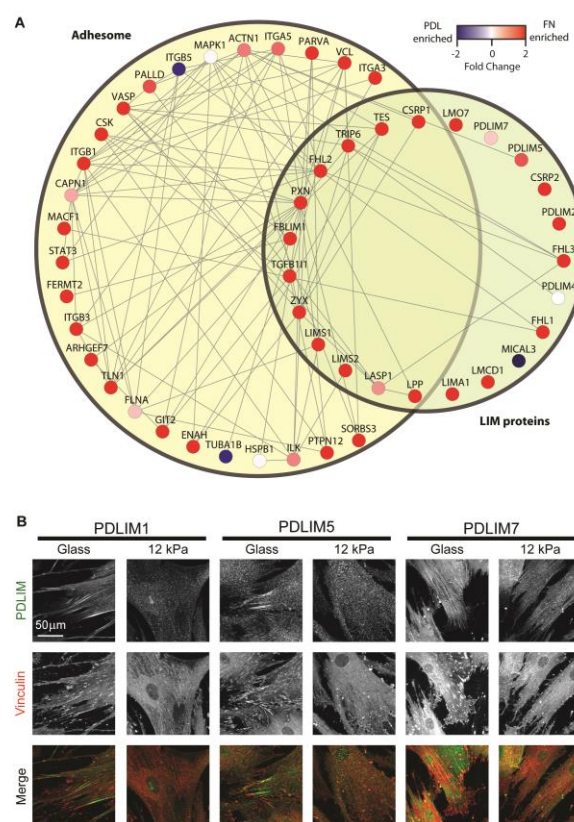 A
Adhesome
PDL
enriched
FN
enriched
-2
0
2
Fold Change
MAPK1
ACTN1
ITGA5
PARVA
VCL
ITGA3
ITGB5
PALLD
VASP
CSK
ITGB1
CAPN1
MACF1
STAT3
FERMT2
ITGB3
ARHGEF7
TLN1
FLNA
GIT2
ENAH
TUBA1B
HSPB1
ILK
PTPN12
SORBS3
CSRP1
TES
TRIP6
FHL2
PXN
FBLIM1
TGFB1I1
ZYX
LIMS1
LIMS2
LASP1
LPP
LMO7
PDLIM7
PDLIM5
CSRP2
PDLIM2
FHL3
PDLIM4
FHL1
MICAL3
LMCD1
LIMA1
LIM proteins
B
PDLIM1 PDLIM5 PDLIM7
Glass 12 kPa Glass 12 kPa Glass 12 kPa
PDLIM
50μm
Vinculin
Merge